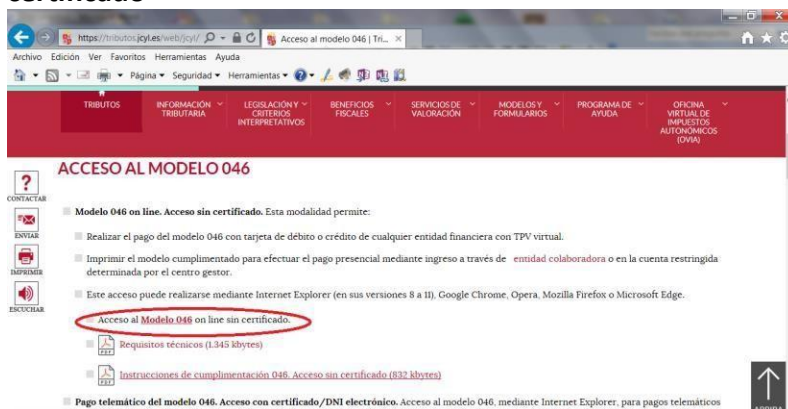 certificado
https://tributos.jcyl.es/web/jcyl/
Acceso al modelo 046 | Tri...
Archivo Edición Ver Favoritos Herramientas Ayuda
Página Seguridad Herramientas
TRIBUTOS
INFORMACIÓN TRIBUTARIA
LEGISLACIÓN Y CRITERIOS INTERPRETATIVOS
BENEFICIOS FISCALES
SERVICIOS DE VALORACIÓN
MODELOS Y FORMULARIOS
PROGRAMA DE AYUDA
OFICINA VIRTUAL DE IMPUESTOS AUTONÓMICOS (OVIA)
ACCESO AL MODELO 046
CONTACTAR
ENVIAR
IMPRIMIR
ESCUCHAR
Modelo 046 on line. Acceso sin certificado. Esta modalidad permite:
Realizar el pago del modelo 046 con tarjeta de débito o crédito de cualquier entidad financiera con TPV virtual.
Imprimir el modelo cumplimentado para efectuar el pago presencial mediante ingreso a través de entidad colaboradora o en la cuenta restringida
determinada por el centro gestor.
Este acceso puede realizarse mediante Internet Explorer (en sus versiones 8 a 11), Google Chrome, Opera, Mozilla Firefox o Microsoft Edge.
Acceso al Modelo 046 on line sin certificado.
PDF Requisitos técnicos (1.345 kbytes)
PDF Instrucciones de cumplimentación 046. Acceso sin certificado (832 kbytes)
Pago telemático del modelo 046. Acceso con certificado/DNI electrónico. Acceso al modelo 046, mediante Internet Explorer, para pagos telemáticos
ARRIBA